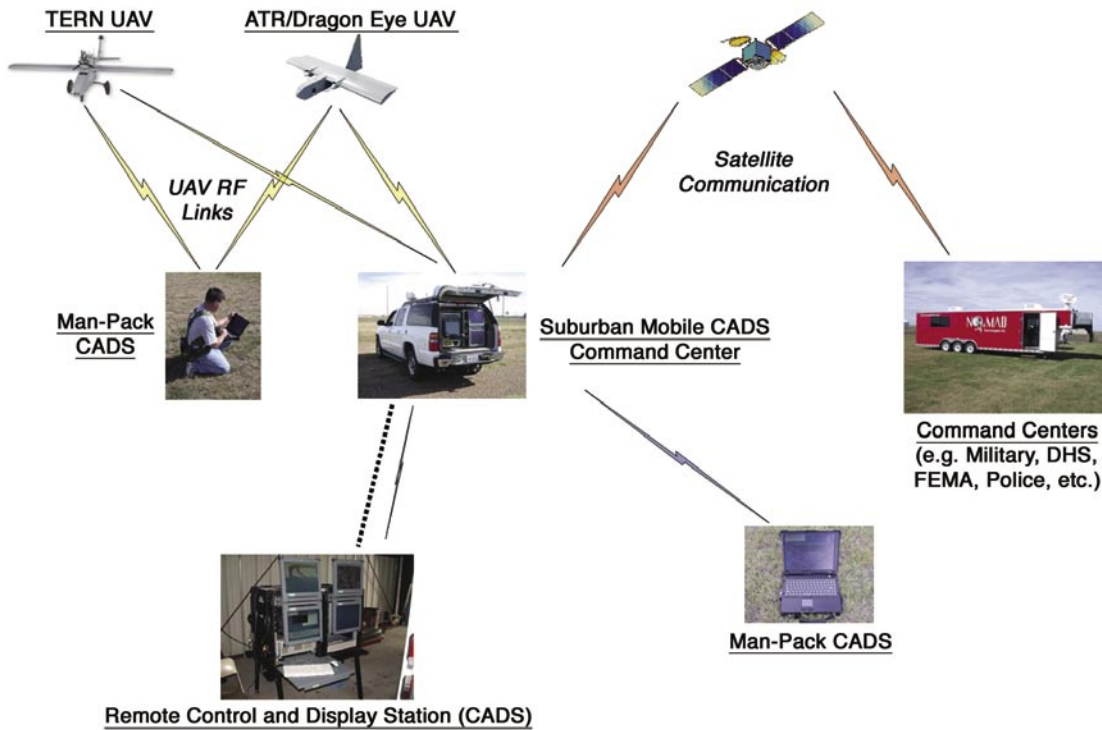 TERN UAV
ATR/Dragon Eye UAV
UAV RF
Links
Satellite
Communication
Man-Pack
CADS
Suburban Mobile CADS
Command Center
Command Centers
(e.g. Military, DHS,
FEMA, Police, etc.)
Man-Pack CADS
Remote Control and Display Station (CADS)